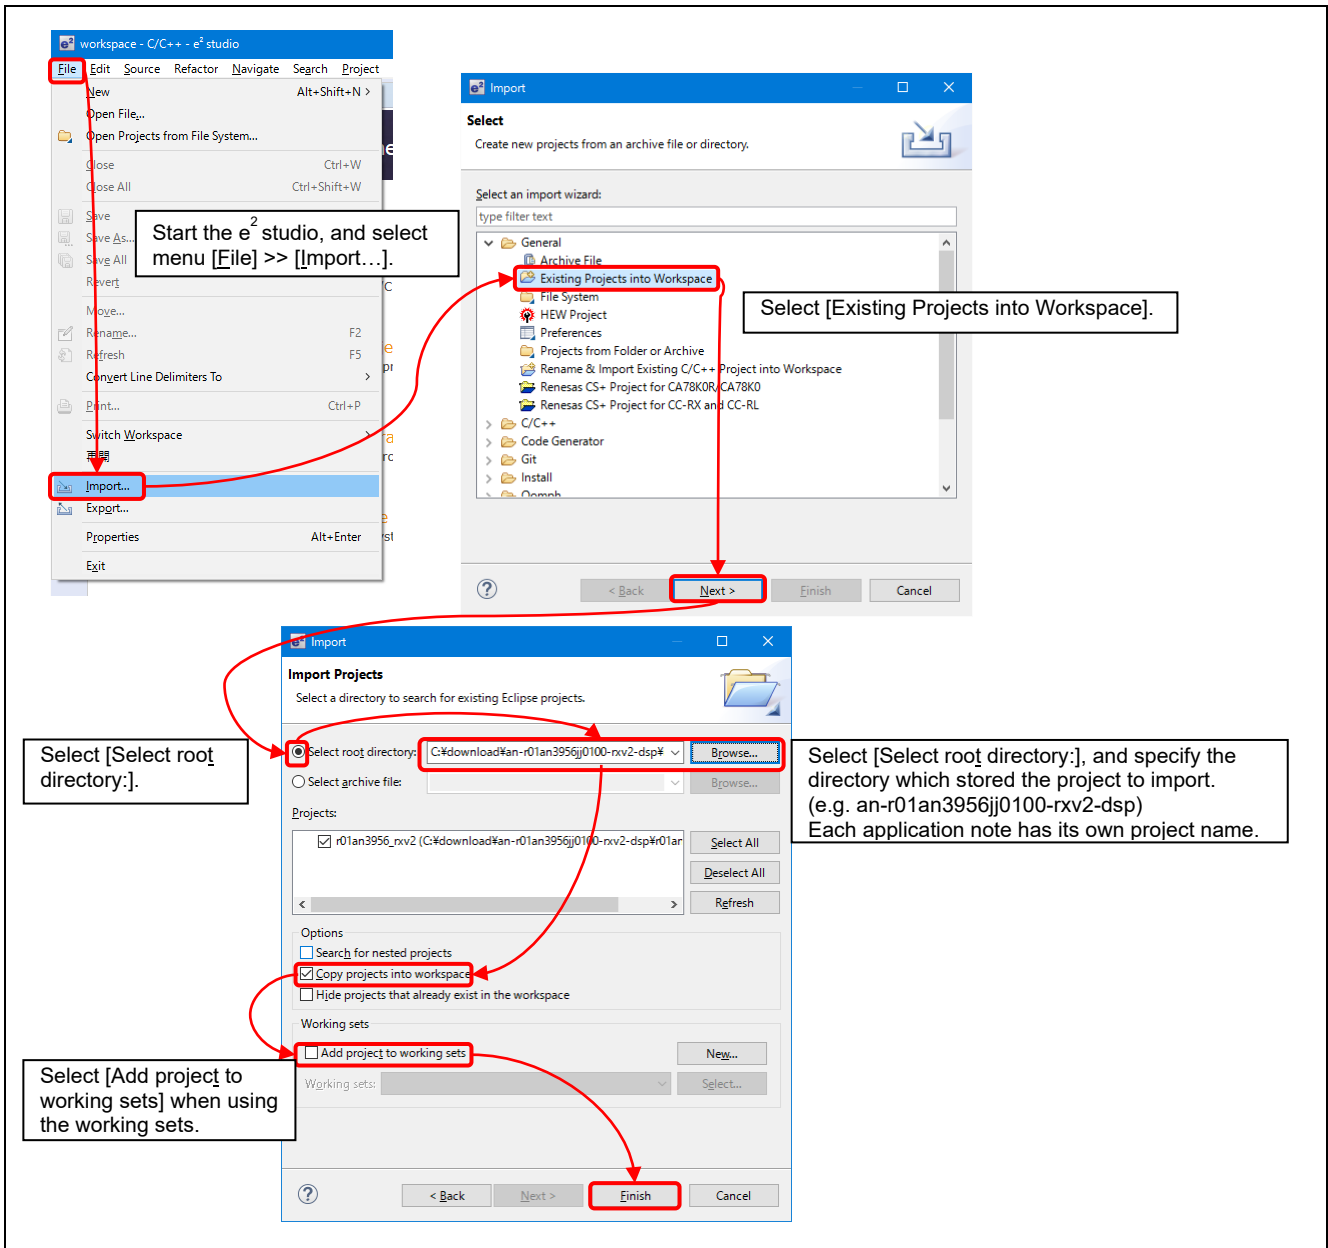 workspace - C/C++ - e² studio
File Edit Source Refactor Navigate Search Project
New Alt+Shift+N >
Open File...
Open Projects from File System...
Close Ctrl+W
Close All Ctrl+Shift+W
Save
Save As...
Save All
Revert
Move...
Rename... F2
Refresh F5
Convert Line Delimiters To >
Print... Ctrl+P
Switch Workspace
再開
Import...
Export...
Properties Alt+Enter
Exit
Start the e² studio, and select
menu [File] >> [Import…].
e² Import
Select
Create new projects from an archive file or directory.
Select an import wizard:
type filter text
General
Archive File
Existing Projects into Workspace
File System
HEW Project
Preferences
Projects from Folder or Archive
Rename & Import Existing C/C++ Project into Workspace
Renesas CS+ Project for CA78K0R/CA78K0
Renesas CS+ Project for CC-RX and CC-RL
C/C++
Code Generator
Git
Install
Oomph
< Back Next > Finish Cancel
Select [Existing Projects into Workspace].
e² Import
Import Projects
Select a directory to search for existing Eclipse projects.
Select root directory: C:¥download¥an-r01an3956jj0100-rxv2-dsp¥ Browse...
Select archive file: Browse...
Projects:
r01an3956_rxv2 (C:¥download¥an-r01an3956jj0100-rxv2-dsp¥r01ar
Select All
Deselect All
Refresh
Options
Search for nested projects
Copy projects into workspace
Hide projects that already exist in the workspace
Working sets
Add project to working sets New...
Working sets: Select...
< Back Next > Finish Cancel
Select [Select root
directory:].
Select [Select root directory:], and specify the
directory which stored the project to import.
(e.g. an-r01an3956jj0100-rxv2-dsp)
Each application note has its own project name.
Select [Add project to
working sets] when using
the working sets.